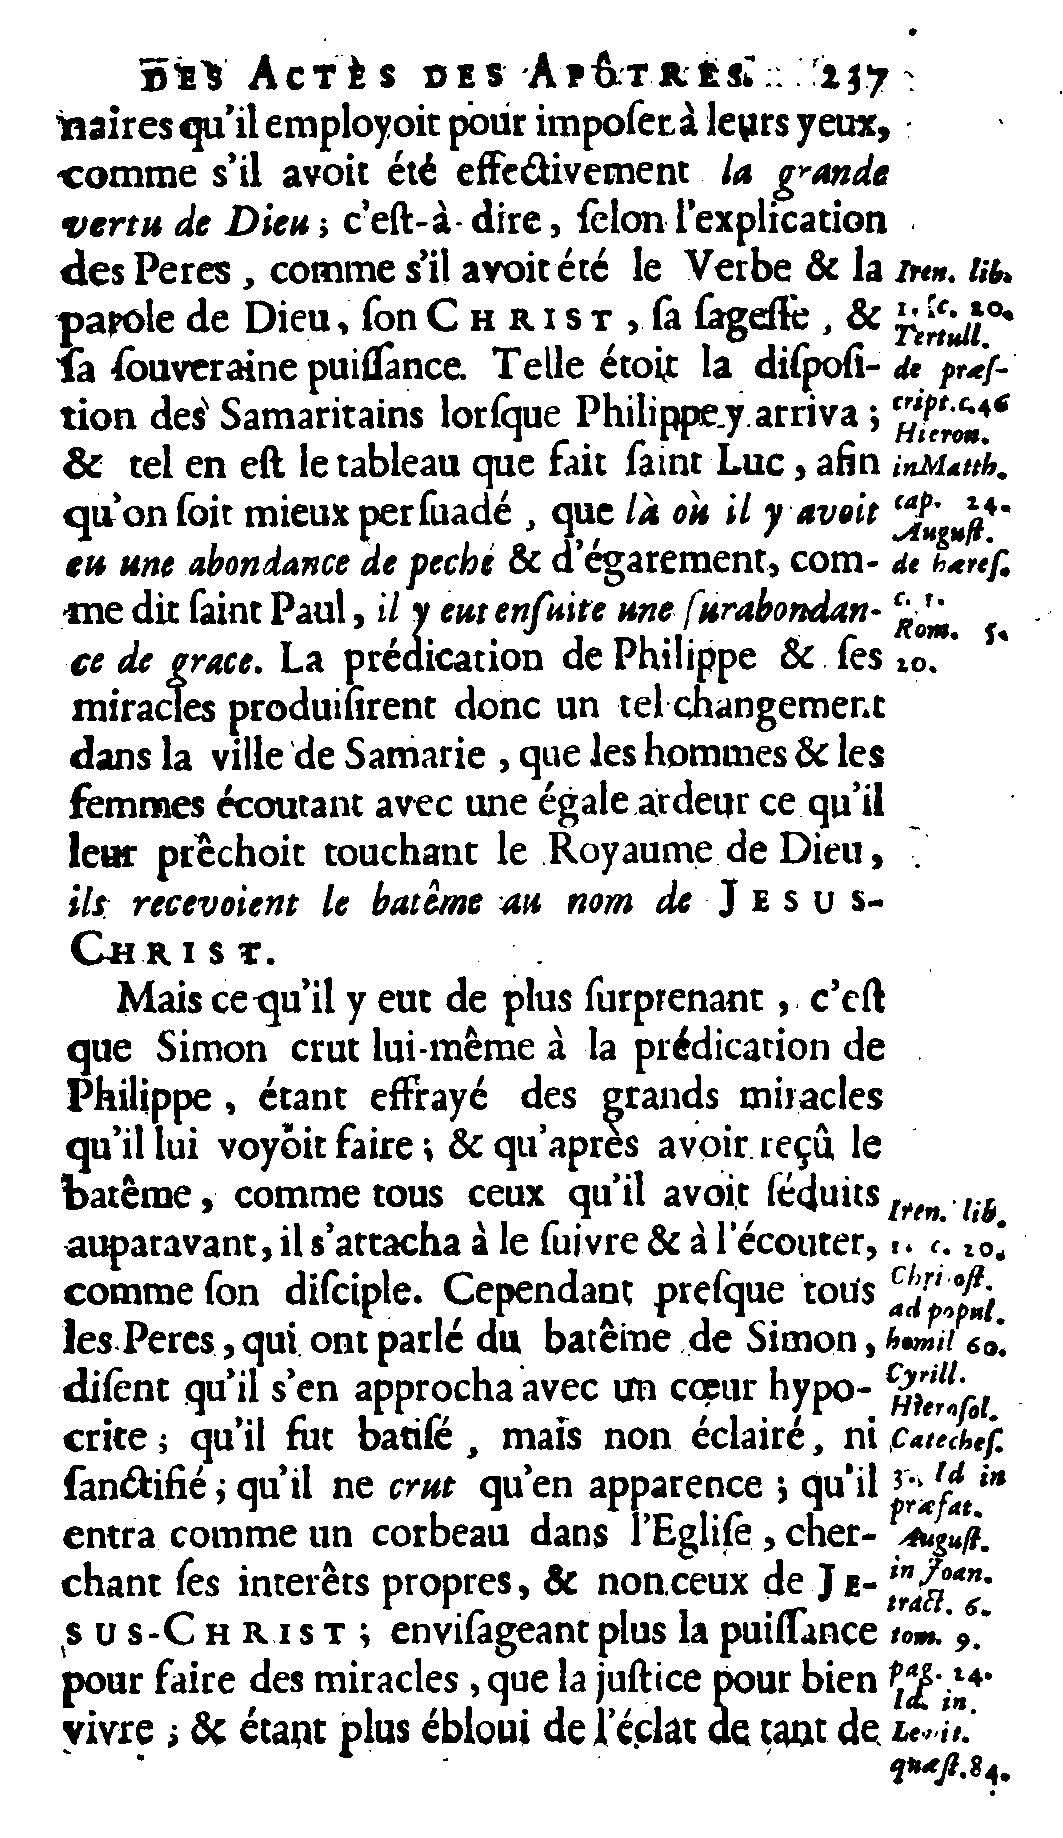 DES ACTES DES APÔTRES. 237
naires qu'il employoit pour imposer à leurs yeux,
comme s'il avoit été effectivement la grande
vertu de Dieu ; c'eſt-à-dire, ſelon l'explication
des Peres, comme s'il avoit été le Verbe & la
parole de Dieu, ſon CHRIST, ſa ſageſſe, &
ſa ſouveraine puiſſance. Telle étoit la diſpoſi-
tion des Samaritains lorſque Philippe y arriva ;
& tel en eſt le tableau que fait ſaint Luc, afin
qu'on ſoit mieux perſuadé, que là où il y avoit
eu une abondance de peché & d'égarement, com-
me dit ſaint Paul, il y eut enſuite une ſurabondan-
ce de grace. La prédication de Philippe & ſes
miracles produiſirent donc un tel changement
dans la ville de Samarie, que les hommes & les
femmes écoutant avec une égale ardeur ce qu'il
leur prêchoit touchant le Royaume de Dieu,
ils recevoient le batême au nom de JESUS-
CHRIST.
Iren. lib.
1. c. 20.
Tertull.
de præſ-
cript. c. 46
Hieron.
in Matth.
cap. 24.
Auguſt.
de hæreſ.
c. 1.
Rom. 5.
20.
Mais ce qu'il y eut de plus ſurprenant, c'eſt
que Simon crut lui-même à la prédication de
Philippe, étant effrayé des grands miracles
qu'il lui voyoit faire ; & qu'après avoir reçû le
batême, comme tous ceux qu'il avoit ſéduits
auparavant, il s'attacha à le ſuivre & à l'écouter,
comme ſon diſciple. Cependant preſque tous
les Peres, qui ont parlé du batême de Simon,
diſent qu'il s'en approcha avec un cœur hypo-
crite ; qu'il fut batiſé, mais non éclairé, ni
ſanctifié ; qu'il ne crut qu'en apparence ; qu'il
entra comme un corbeau dans l'Egliſe, cher-
chant ſes interêts propres, & non ceux de JE-
SUS-CHRIST ; enviſageant plus la puiſſance
pour faire des miracles, que la juſtice pour bien
vivre ; & étant plus ébloui de l'éclat de tant de
Iren. lib.
1. c. 20.
Chriſoſt.
ad popul.
homil 60.
Cyrill.
Hieroſol.
Catecheſ.
3. Id in
præfat.
Auguſt.
in Joan.
tract. 6.
tom. 9.
pag. 24.
Id. in
Levit.
quæſt. 84.